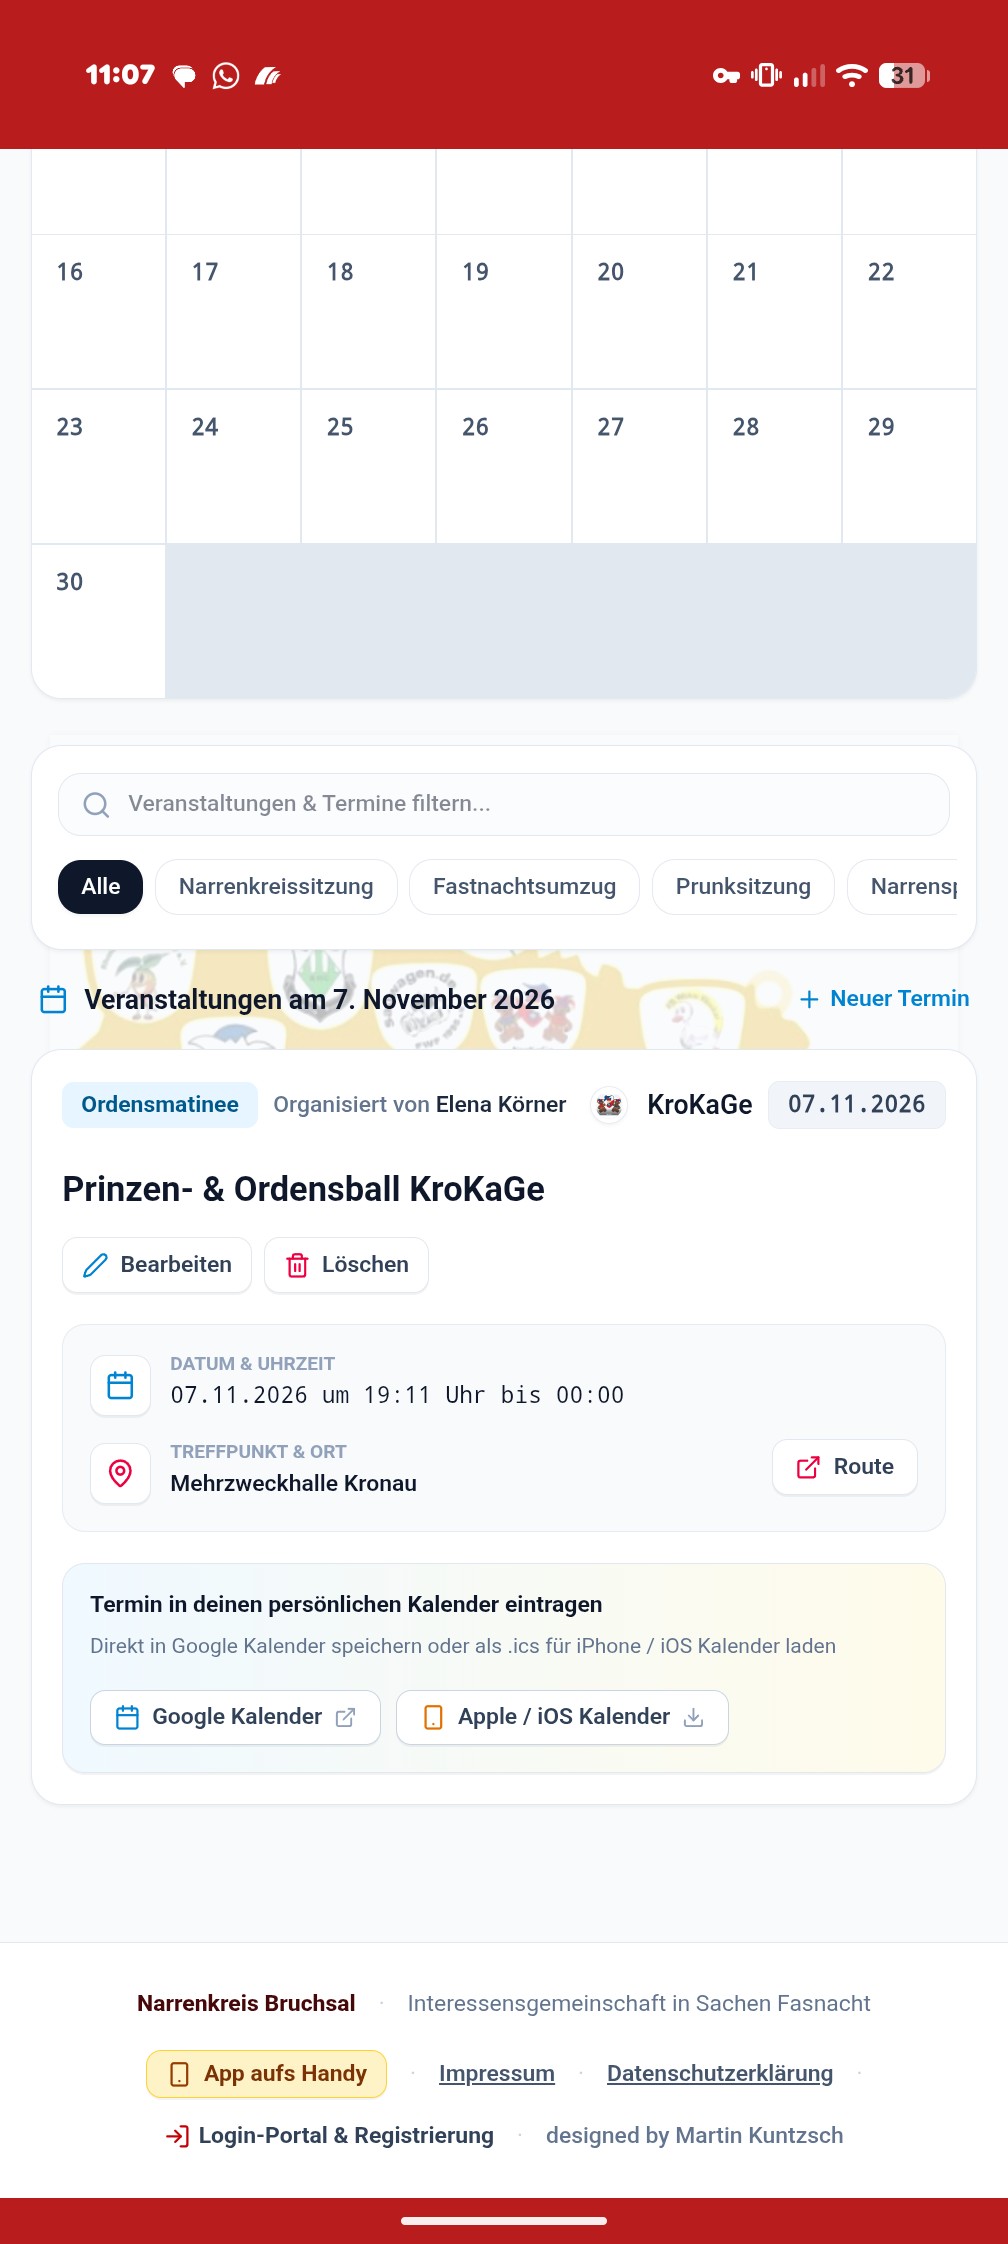 11:07
31
16 17 18 19 20 21 22
23 24 25 26 27 28 29
30
Veranstaltungen & Termine filtern...
Alle Narrenkreissitzung Fastnachtsumzug Prunksitzung Narrensp
Veranstaltungen am 7. November 2026 + Neuer Termin
Ordensmatinee Organisiert von Elena Körner KroKaGe 07.11.2026
Prinzen- & Ordensball KroKaGe
Bearbeiten Löschen
DATUM & UHRZEIT
07.11.2026 um 19:11 Uhr bis 00:00
TREFFPUNKT & ORT
Mehrzweckhalle Kronau
Route
Termin in deinen persönlichen Kalender eintragen
Direkt in Google Kalender speichern oder als .ics für iPhone / iOS Kalender laden
Google Kalender Apple / iOS Kalender
Narrenkreis Bruchsal · Interessensgemeinschaft in Sachen Fasnacht
App aufs Handy · Impressum · Datenschutzerklärung ·
Login-Portal & Registrierung · designed by Martin Kuntzsch